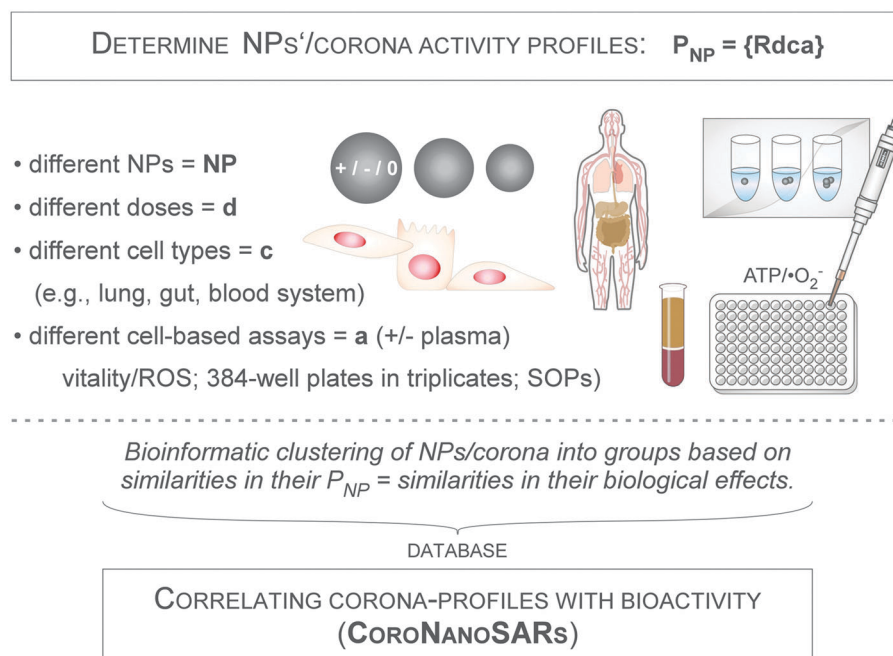 DETERMINE NPs‘/CORONA ACTIVITY PROFILES: P_NP = {Rdca}
• different NPs = NP
+ / - / 0
• different doses = d
• different cell types = c
(e.g., lung, gut, blood system)
ATP/•O₂⁻
• different cell-based assays = a (+/- plasma)
vitality/ROS; 384-well plates in triplicates; SOPs)
Bioinformatic clustering of NPs/corona into groups based on
similarities in their P_NP = similarities in their biological effects.
DATABASE
CORRELATING CORONA-PROFILES WITH BIOACTIVITY
(CORONANOSARS)